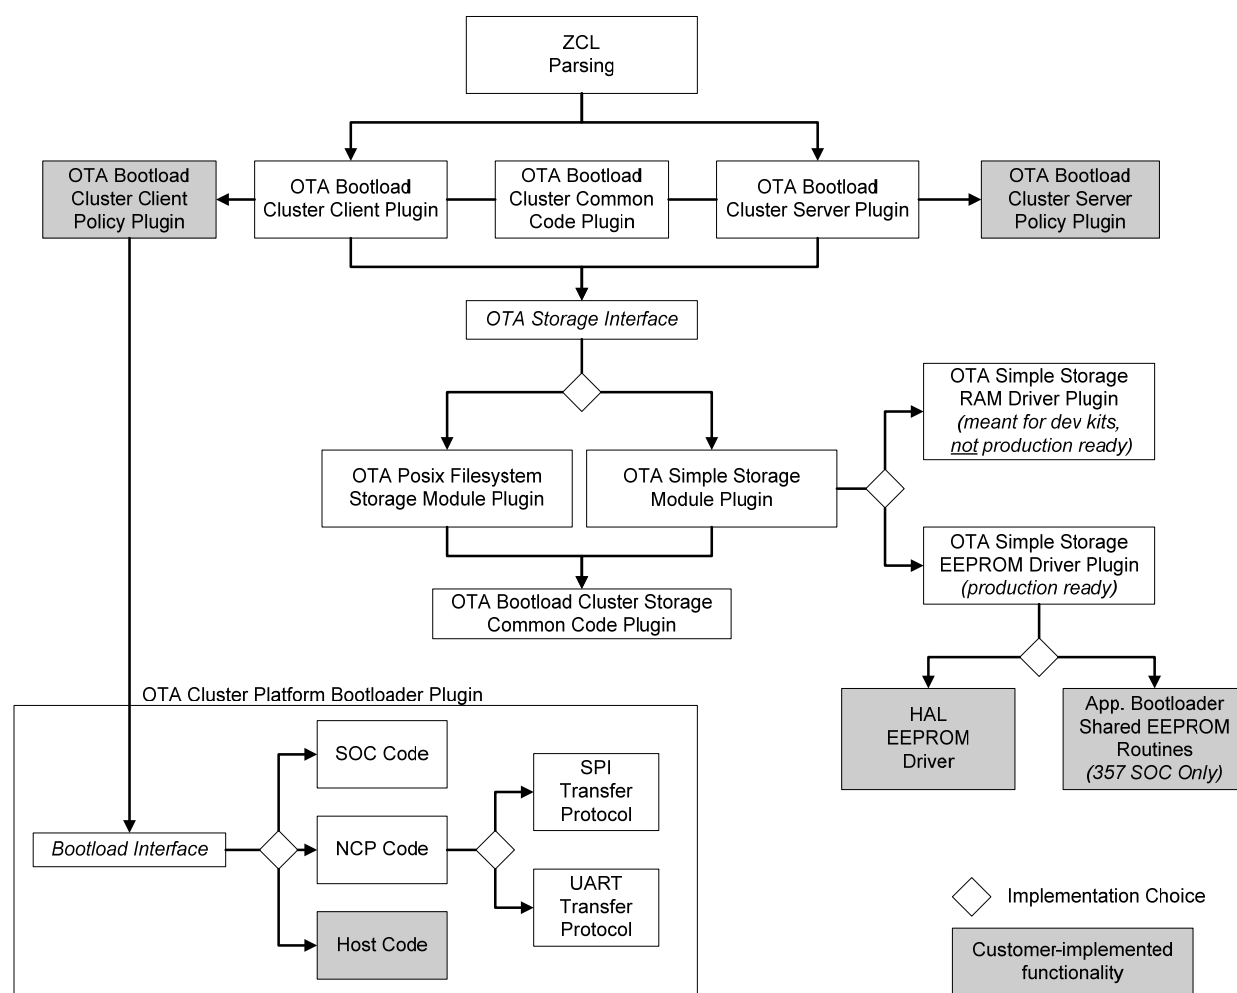 ZCL
Parsing
OTA Bootload
Cluster Client
Policy Plugin
OTA Bootload
Cluster Client Plugin
OTA Bootload
Cluster Common
Code Plugin
OTA Bootload
Cluster Server Plugin
OTA Bootload
Cluster Server
Policy Plugin
OTA Storage Interface
OTA Simple Storage
RAM Driver Plugin
(meant for dev kits,
not production ready)
OTA Posix Filesystem
Storage Module Plugin
OTA Simple Storage
Module Plugin
OTA Simple Storage
EEPROM Driver Plugin
(production ready)
OTA Bootload Cluster Storage
Common Code Plugin
HAL
EEPROM
Driver
App. Bootloader
Shared EEPROM
Routines
(357 SOC Only)
OTA Cluster Platform Bootloader Plugin
SOC Code
SPI
Transfer
Protocol
Bootload Interface
NCP Code
UART
Transfer
Protocol
Host Code
Implementation Choice
Customer-implemented
functionality